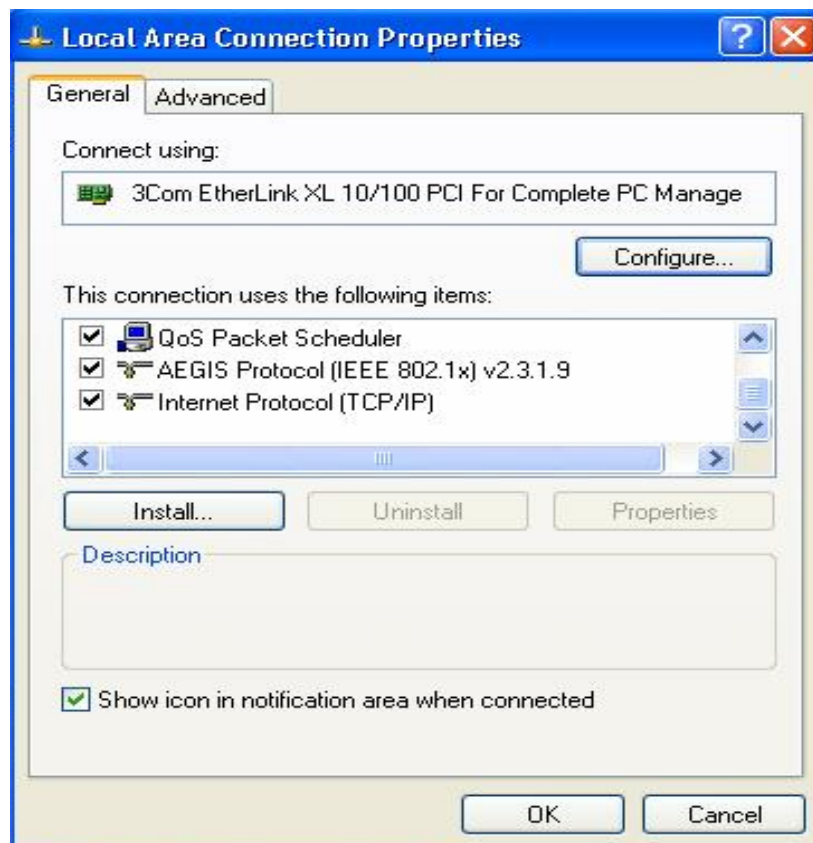 Local Area Connection Properties
General
Advanced
Connect using:
3Com EtherLink XL 10/100 PCI For Complete PC Manage
Configure...
This connection uses the following items:
QoS Packet Scheduler
AEGIS Protocol (IEEE 802.1x) v2.3.1.9
Internet Protocol (TCP/IP)
Install...
Uninstall
Properties
Description
Show icon in notification area when connected
OK
Cancel